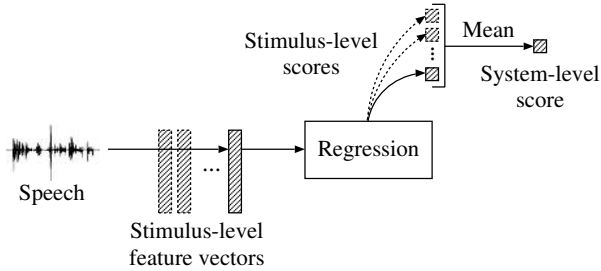 Stimulus-level
scores
Mean
System-level
score
Regression
Speech
...
Stimulus-level
feature vectors